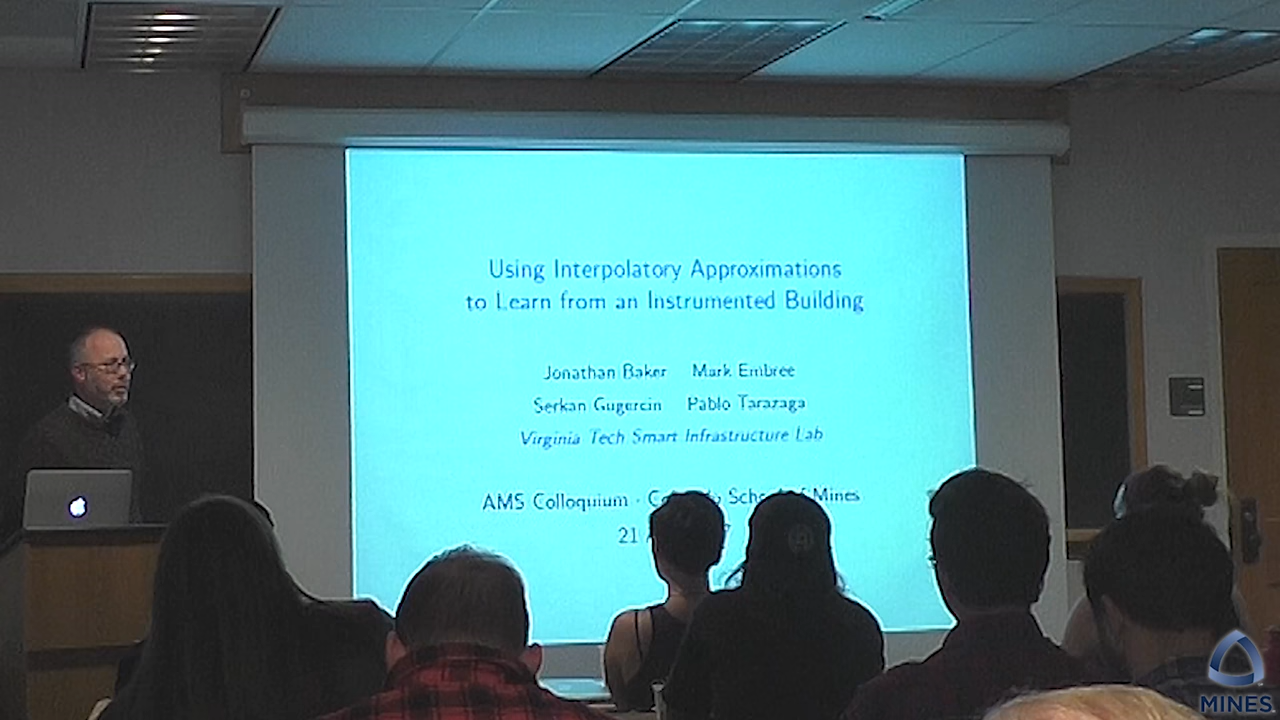 Using Interpolatory Approximations
to Learn from an Instrumented Building
Jonathan Baker Mark Embree
Serkan Gugercin Pablo Tarazaga
Virginia Tech Smart Infrastructure Lab
AMS Colloquium · Mines
21
MINES